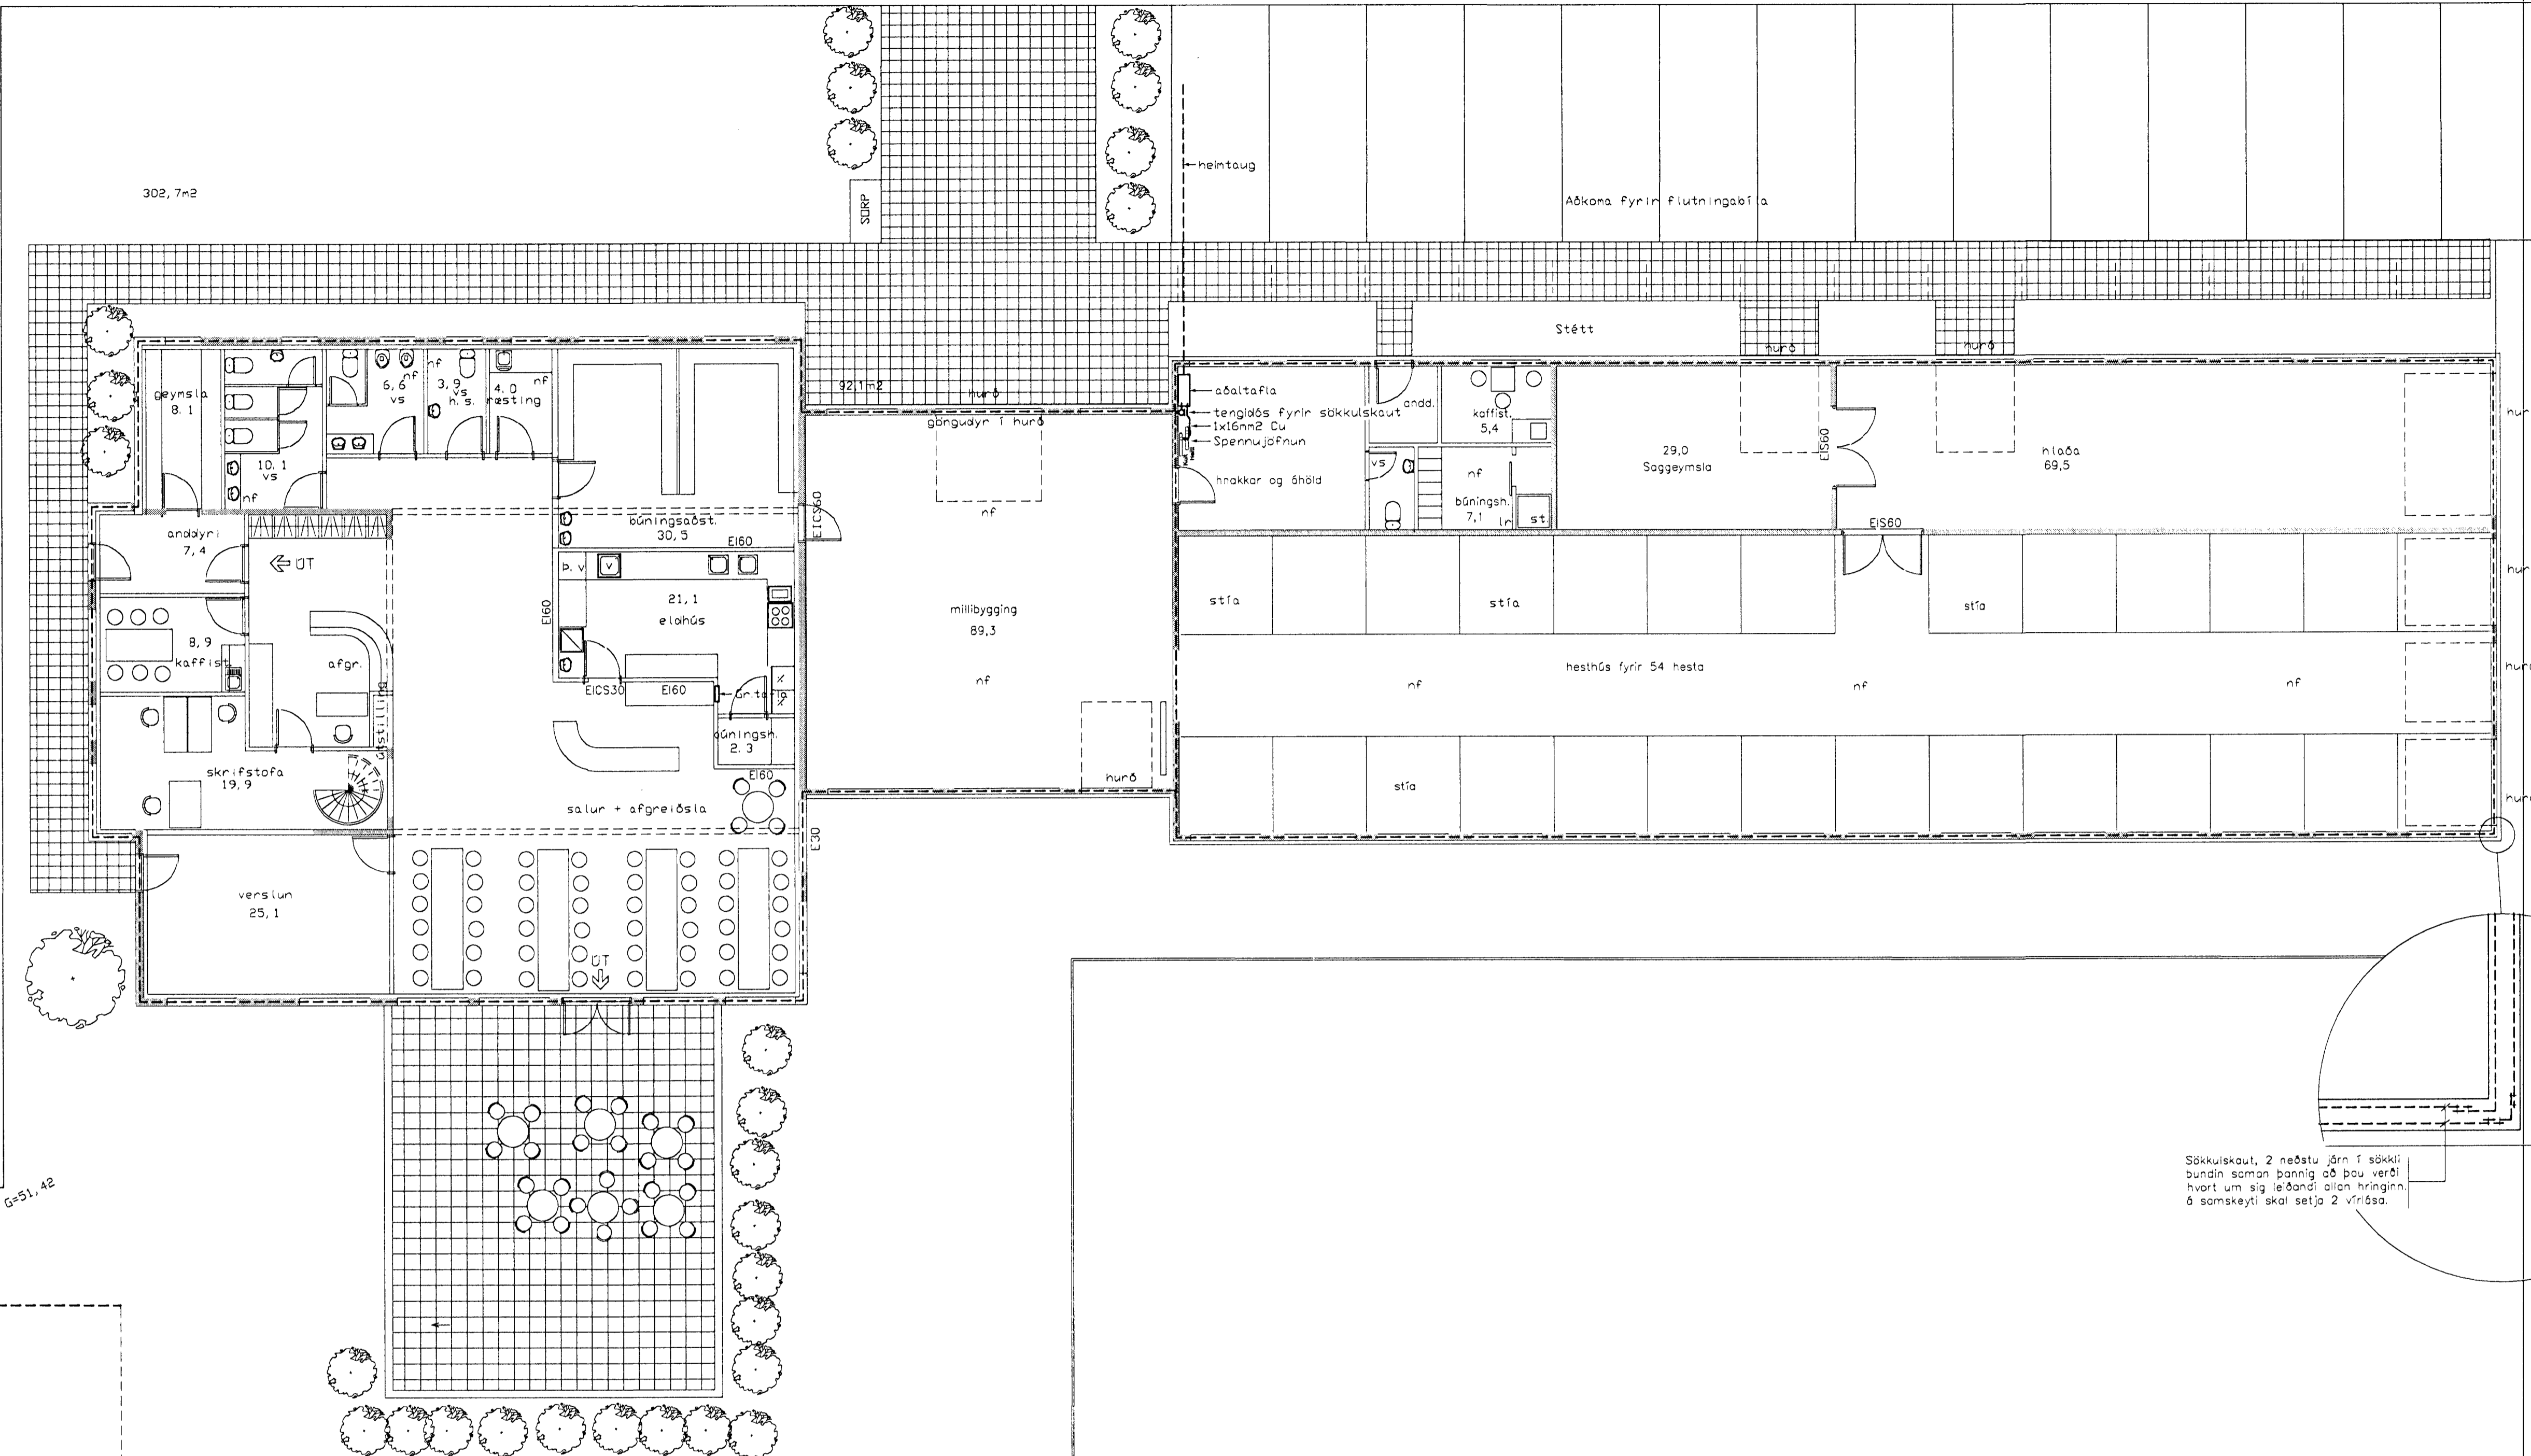 302,7m2
SORP
heimtaug
Aðkoma fyrir flutningabíla
Stétt
hurð
hurð
geymsla
8.1
10.1
vs
nf
6,6
vs
nf
nf
3,9
vs
h.s.
4.0
ræsting
nf
92,1m2
hurð
göngudyr í hurð
nf
aðaltafla
tengidós fyrir sökkulskaut
1x16mm2 Cu
Spennujöfnun
hnakkar og áhöld
andd.
kaffist.
5,4
vs
nf
búningsh.
7,1
lr
st.
29,0
Saggeymsla
EIS60
hlaða
69,5
hur
anddyri
7,4
ÚT
búningsaðst.
30,5
EI60
EICS60
EIS60
Þ.v
v
EI60
21,1
eldhús
millibygging
89,3
nf
stía
stía
stía
hur
8,9
kaffist.
afgr.
útstilling
EICS30
EI60
Gr.tafla
búningsh.
2.3
EI60
hesthús fyrir 54 hesta
nf
nf
nf
hur
skrifstofa
19,9
salur + afgreiðsla
E30
hurð
stía
hur
verslun
25,1
ÚT
G=51,42
Sökkulskaut, 2 neðstu járn í sökkli
bundin saman þannig að þau verði
hvort um sig leiðandi allan hringinn.
á samskeyti skal setja 2 vírlása.